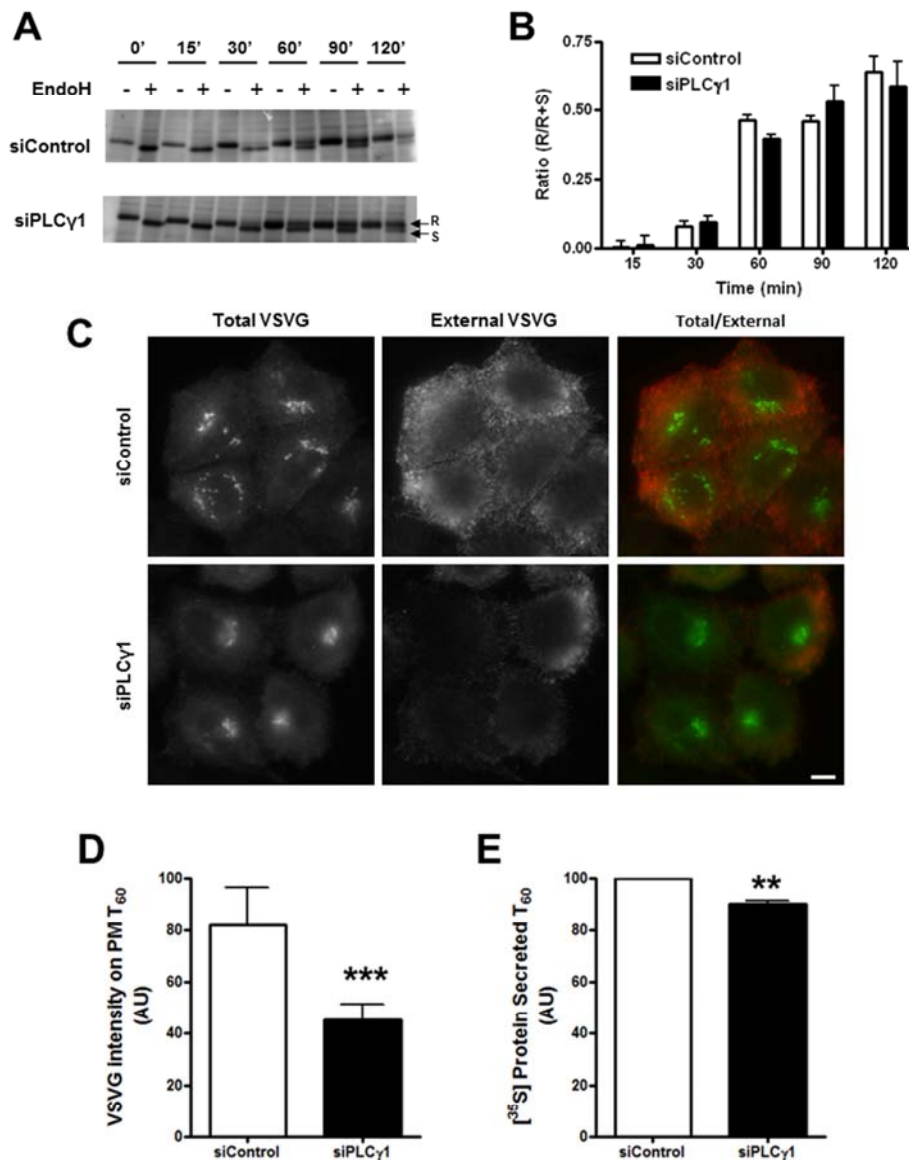 A
0' 15' 30' 60' 90' 120'
EndoH - + - + - + - + - + - +
siControl
siPLCγ1
R
S
B
Ratio (R/R+S)
0.75
0.50
0.25
0.00
siControl
siPLCγ1
15 30 60 90 120
Time (min)
C
Total VSVG External VSVG Total/External
siControl
siPLCγ1
D
VSVG Intensity on PM T60
(AU)
100
80
60
40
20
0
***
siControl siPLCγ1
E
[35S] Protein Secreted T60
(AU)
100
80
60
40
20
0
**
siControl siPLCγ1